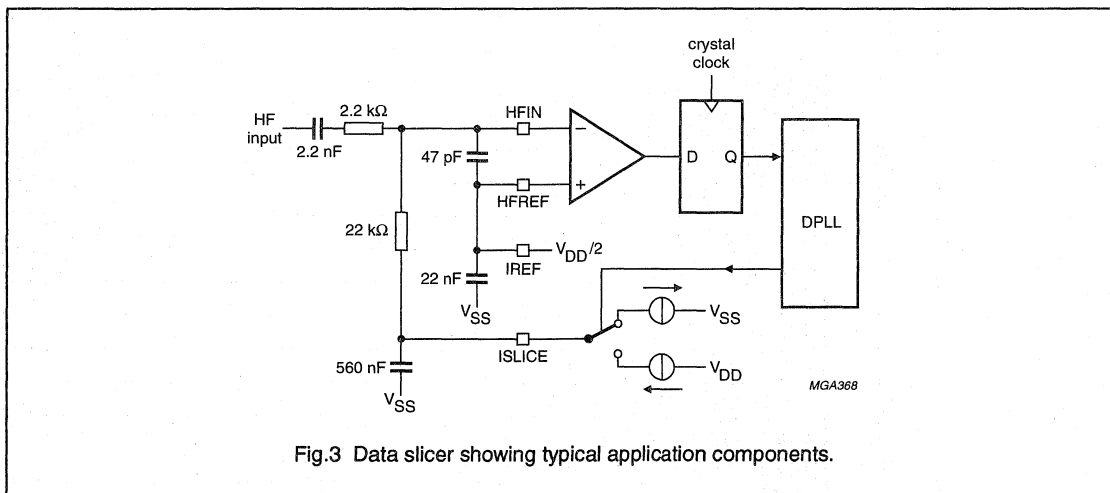 crystal
clock
HF
input
2.2 nF
2.2 kΩ
HFIN
47 pF
HFREF
D Q
DPLL
22 kΩ
IREF
V_DD/2
22 nF
V_SS
ISLICE
V_SS
V_DD
560 nF
V_SS
−
+
MGA368
Fig.3 Data slicer showing typical application components.